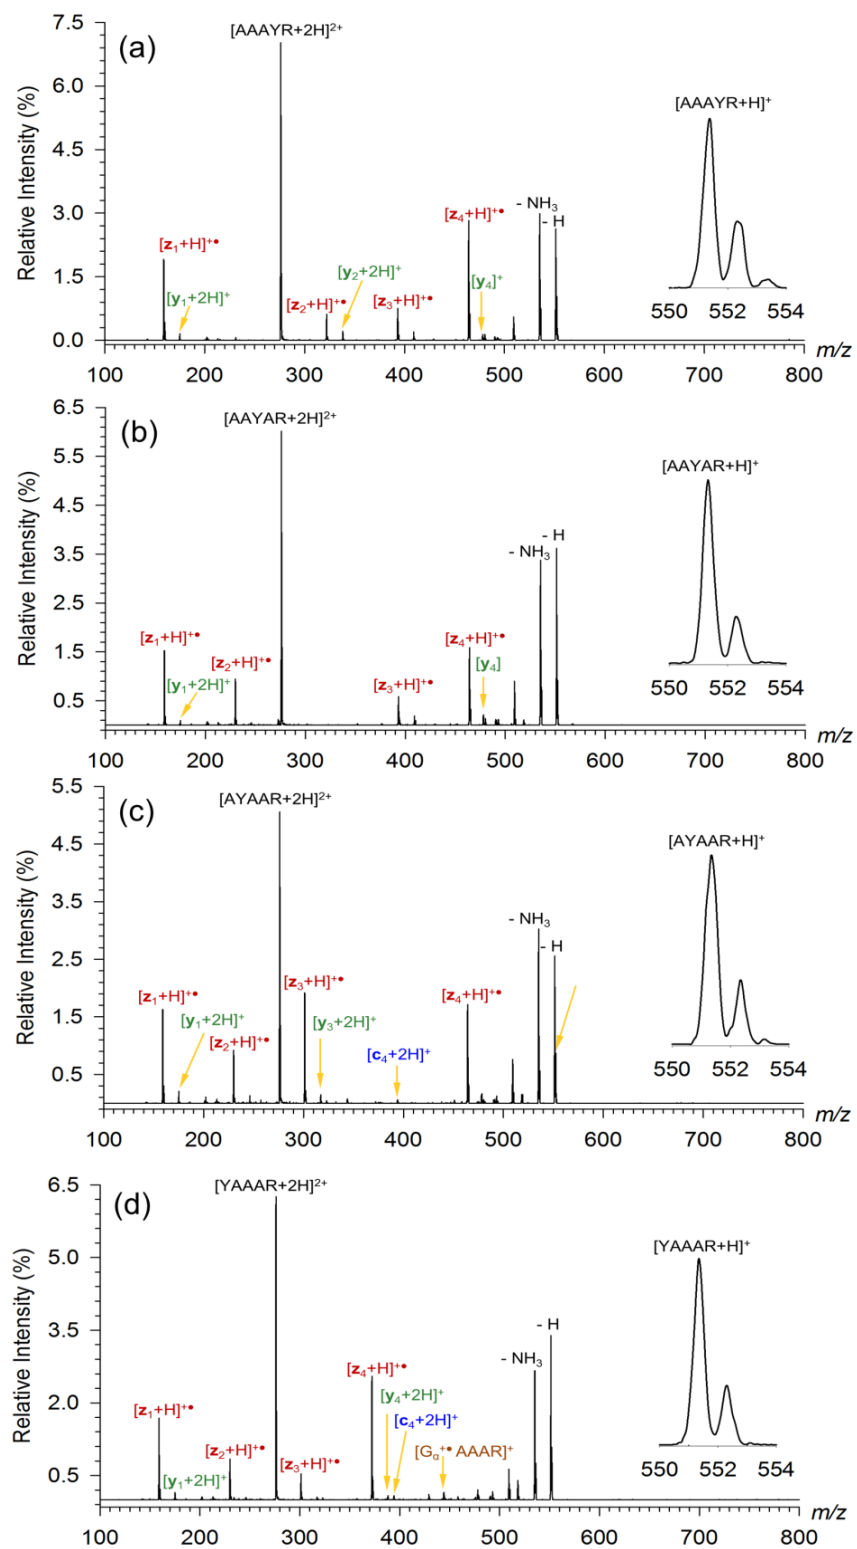 (a)
[AAAYR+2H]²⁺
[AAAYR+H]⁺
Relative Intensity (%)
7.5
6.0
4.5
3.0
1.5
0.0
[z₁+H]⁺•
[y₁+2H]⁺
[z₂+H]⁺•
[y₂+2H]⁺
[z₃+H]⁺•
[z₄+H]⁺•
[y₄]⁺
- NH₃
- H
550 552 554
100 200 300 400 500 600 700 800
m/z
(b)
[AAYAR+2H]²⁺
[AAYAR+H]⁺
Relative Intensity (%)
6.5
5.5
4.5
3.5
2.5
1.5
0.5
[z₁+H]⁺•
[y₁+2H]⁺
[z₂+H]⁺•
[z₃+H]⁺•
[z₄+H]⁺•
[y₄]
- NH₃
- H
550 552 554
100 200 300 400 500 600 700 800
m/z
(c)
[AYAAR+2H]²⁺
[AYAAR+H]⁺
Relative Intensity (%)
5.5
4.5
3.5
2.5
1.5
0.5
[z₁+H]⁺•
[y₁+2H]⁺
[z₂+H]⁺•
[z₃+H]⁺•
[y₃+2H]⁺
[c₄+2H]⁺
[z₄+H]⁺•
- NH₃
- H
550 552 554
100 200 300 400 500 600 700 800
m/z
(d)
[YAAAR+2H]²⁺
[YAAAR+H]⁺
Relative Intensity (%)
6.5
5.0
3.5
2.0
0.5
[z₁+H]⁺•
[y₁+2H]⁺
[z₂+H]⁺•
[z₃+H]⁺•
[z₄+H]⁺•
[y₄+2H]⁺
[c₄+2H]⁺
[Gα⁺• AAAR]⁺
- NH₃
- H
550 552 554
100 200 300 400 500 600 700 800
m/z